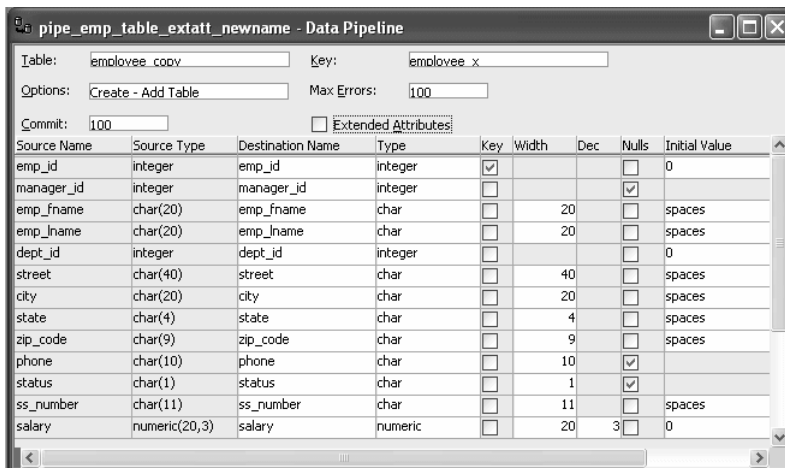 pipe_emp_table_extatt_newname - Data Pipeline
Table: employee_copy Key: employee_x
Options: Create - Add Table Max Errors: 100
Commit: 100 Extended Attributes
Source Name Source Type Destination Name Type Key Width Dec Nulls Initial Value
emp_id integer emp_id integer 0
manager_id integer manager_id integer
emp_fname char(20) emp_fname char 20 spaces
emp_lname char(20) emp_lname char 20 spaces
dept_id integer dept_id integer 0
street char(40) street char 40 spaces
city char(20) city char 20 spaces
state char(4) state char 4 spaces
zip_code char(9) zip_code char 9 spaces
phone char(10) phone char 10
status char(1) status char 1
ss_number char(11) ss_number char 11 spaces
salary numeric(20,3) salary numeric 20 3 0